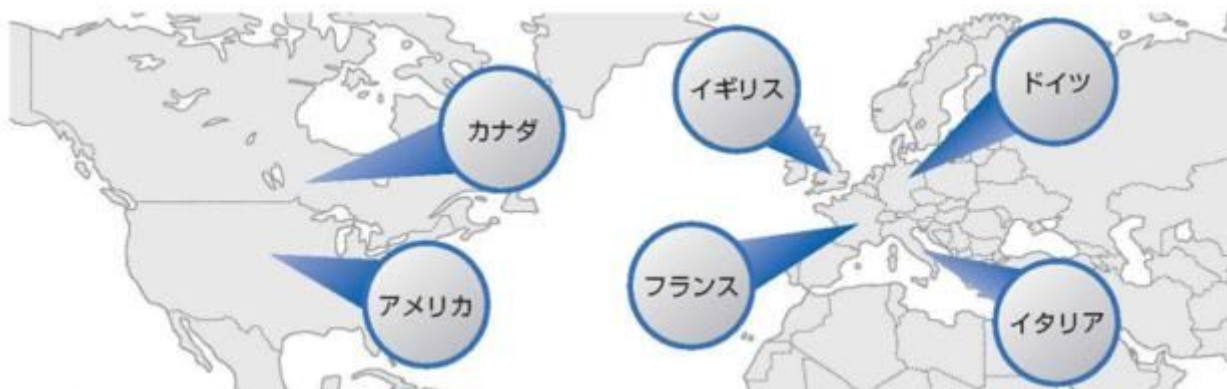 カナダ
アメリカ
イギリス
ドイツ
フランス
イタリア